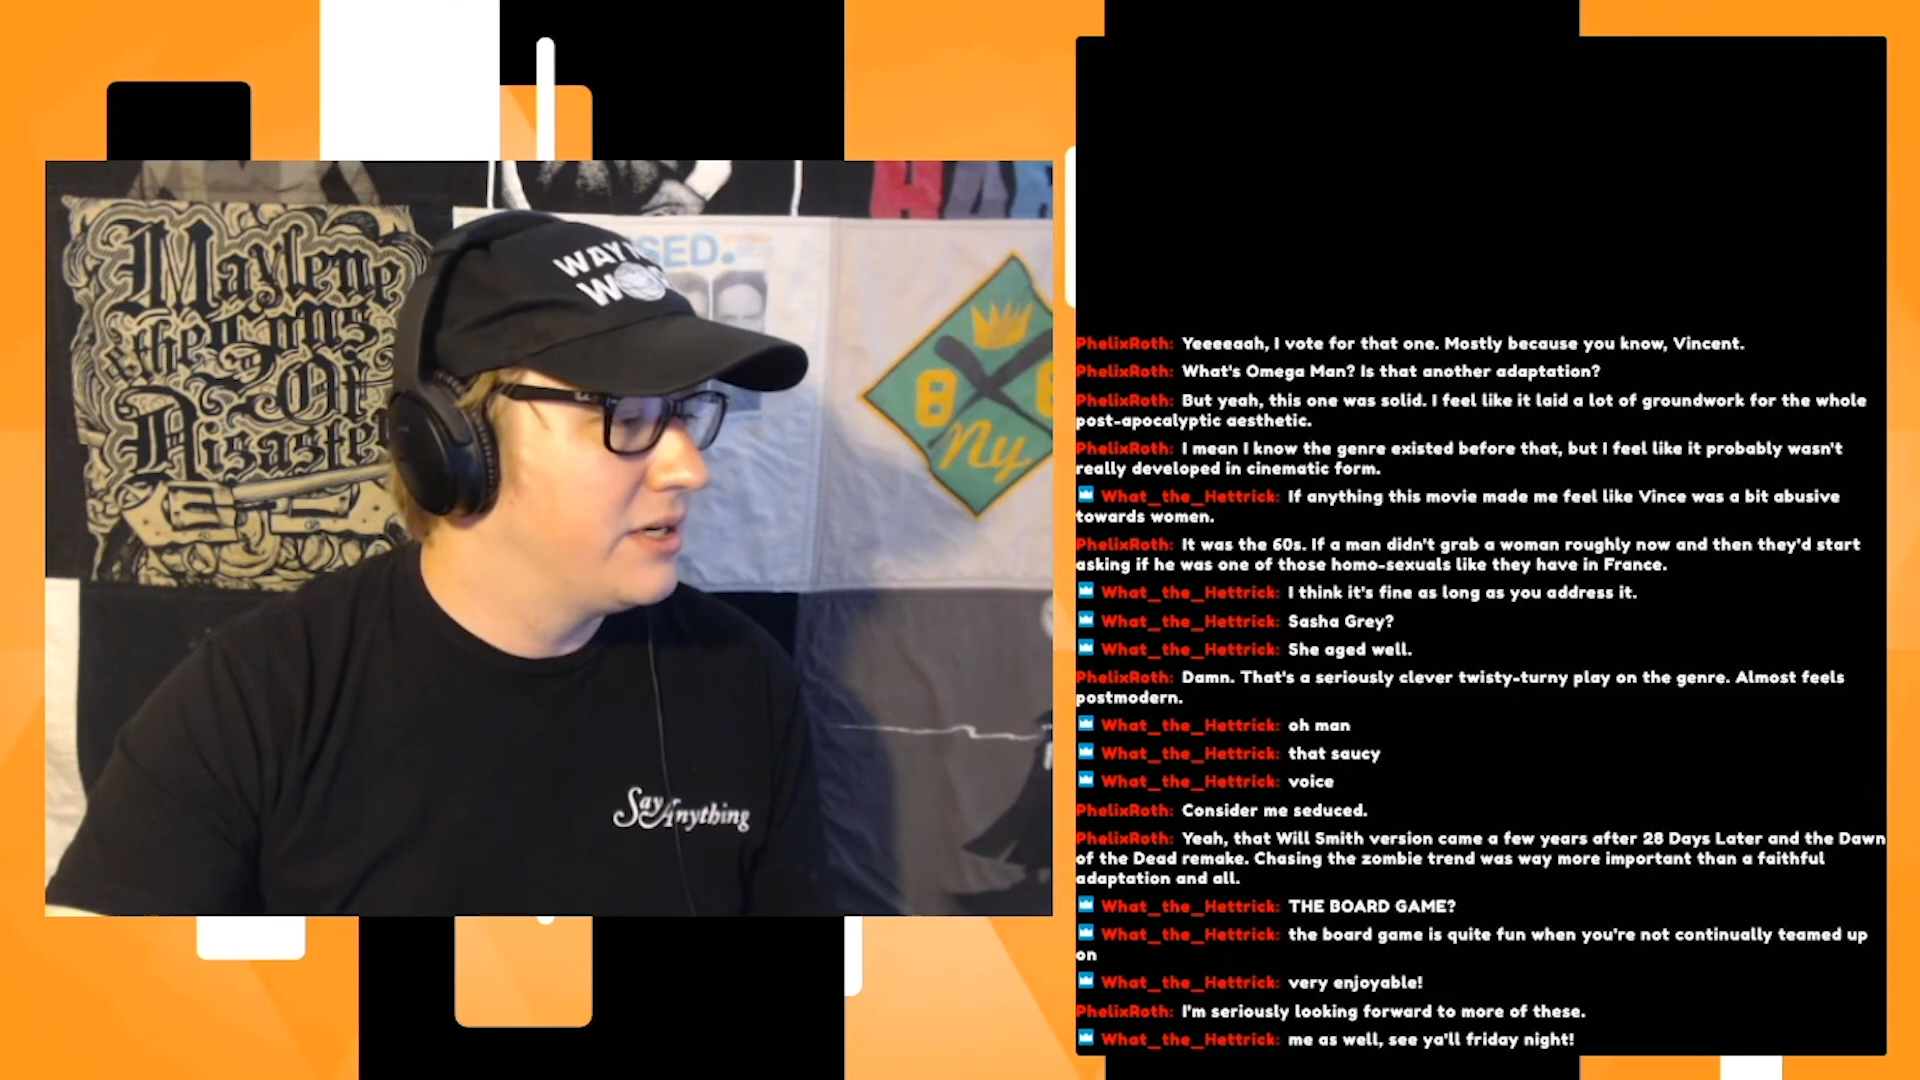 Maylene
& the Sons
Of
Disaste
WAY
W
SED.
8
B
Ny
Say Anything
PhelixRoth: Yeeeeaah, I vote for that one. Mostly because you know, Vincent.
PhelixRoth: What's Omega Man? Is that another adaptation?
PhelixRoth: But yeah, this one was solid. I feel like it laid a lot of groundwork for the whole
post-apocalyptic aesthetic.
PhelixRoth: I mean I know the genre existed before that, but I feel like it probably wasn't
really developed in cinematic form.
What_the_Hettrick: If anything this movie made me feel like Vince was a bit abusive
towards women.
PhelixRoth: It was the 60s. If a man didn't grab a woman roughly now and then they'd start
asking if he was one of those homo-sexuals like they have in France.
What_the_Hettrick: I think it's fine as long as you address it.
What_the_Hettrick: Sasha Grey?
What_the_Hettrick: She aged well.
PhelixRoth: Damn. That's a seriously clever twisty-turny play on the genre. Almost feels
postmodern.
What_the_Hettrick: oh man
What_the_Hettrick: that saucy
What_the_Hettrick: voice
PhelixRoth: Consider me seduced.
PhelixRoth: Yeah, that Will Smith version came a few years after 28 Days Later and the Dawn
of the Dead remake. Chasing the zombie trend was way more important than a faithful
adaptation and all.
What_the_Hettrick: THE BOARD GAME?
What_the_Hettrick: the board game is quite fun when you're not continually teamed up
on
What_the_Hettrick: very enjoyable!
PhelixRoth: I'm seriously looking forward to more of these.
What_the_Hettrick: me as well, see ya'll friday night!